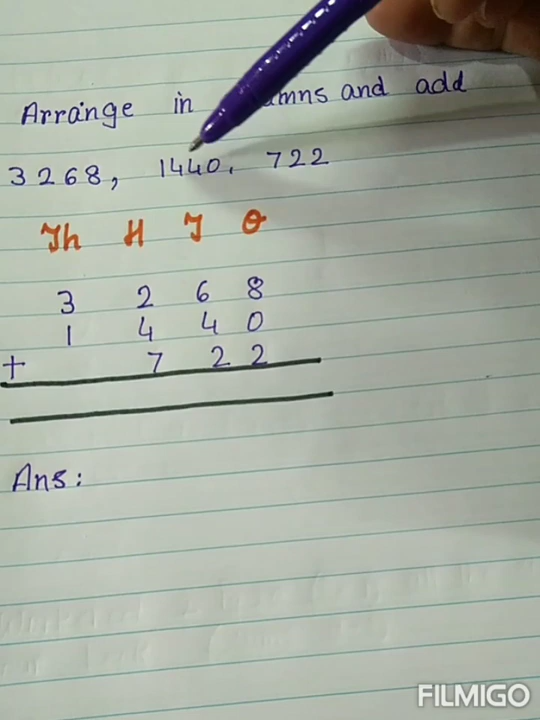 Arrange in umns and add
3268, 1440, 722
Th H T O
3 2 6 8
1 4 4 0
+ 7 2 2
Ans:
FILMIGO